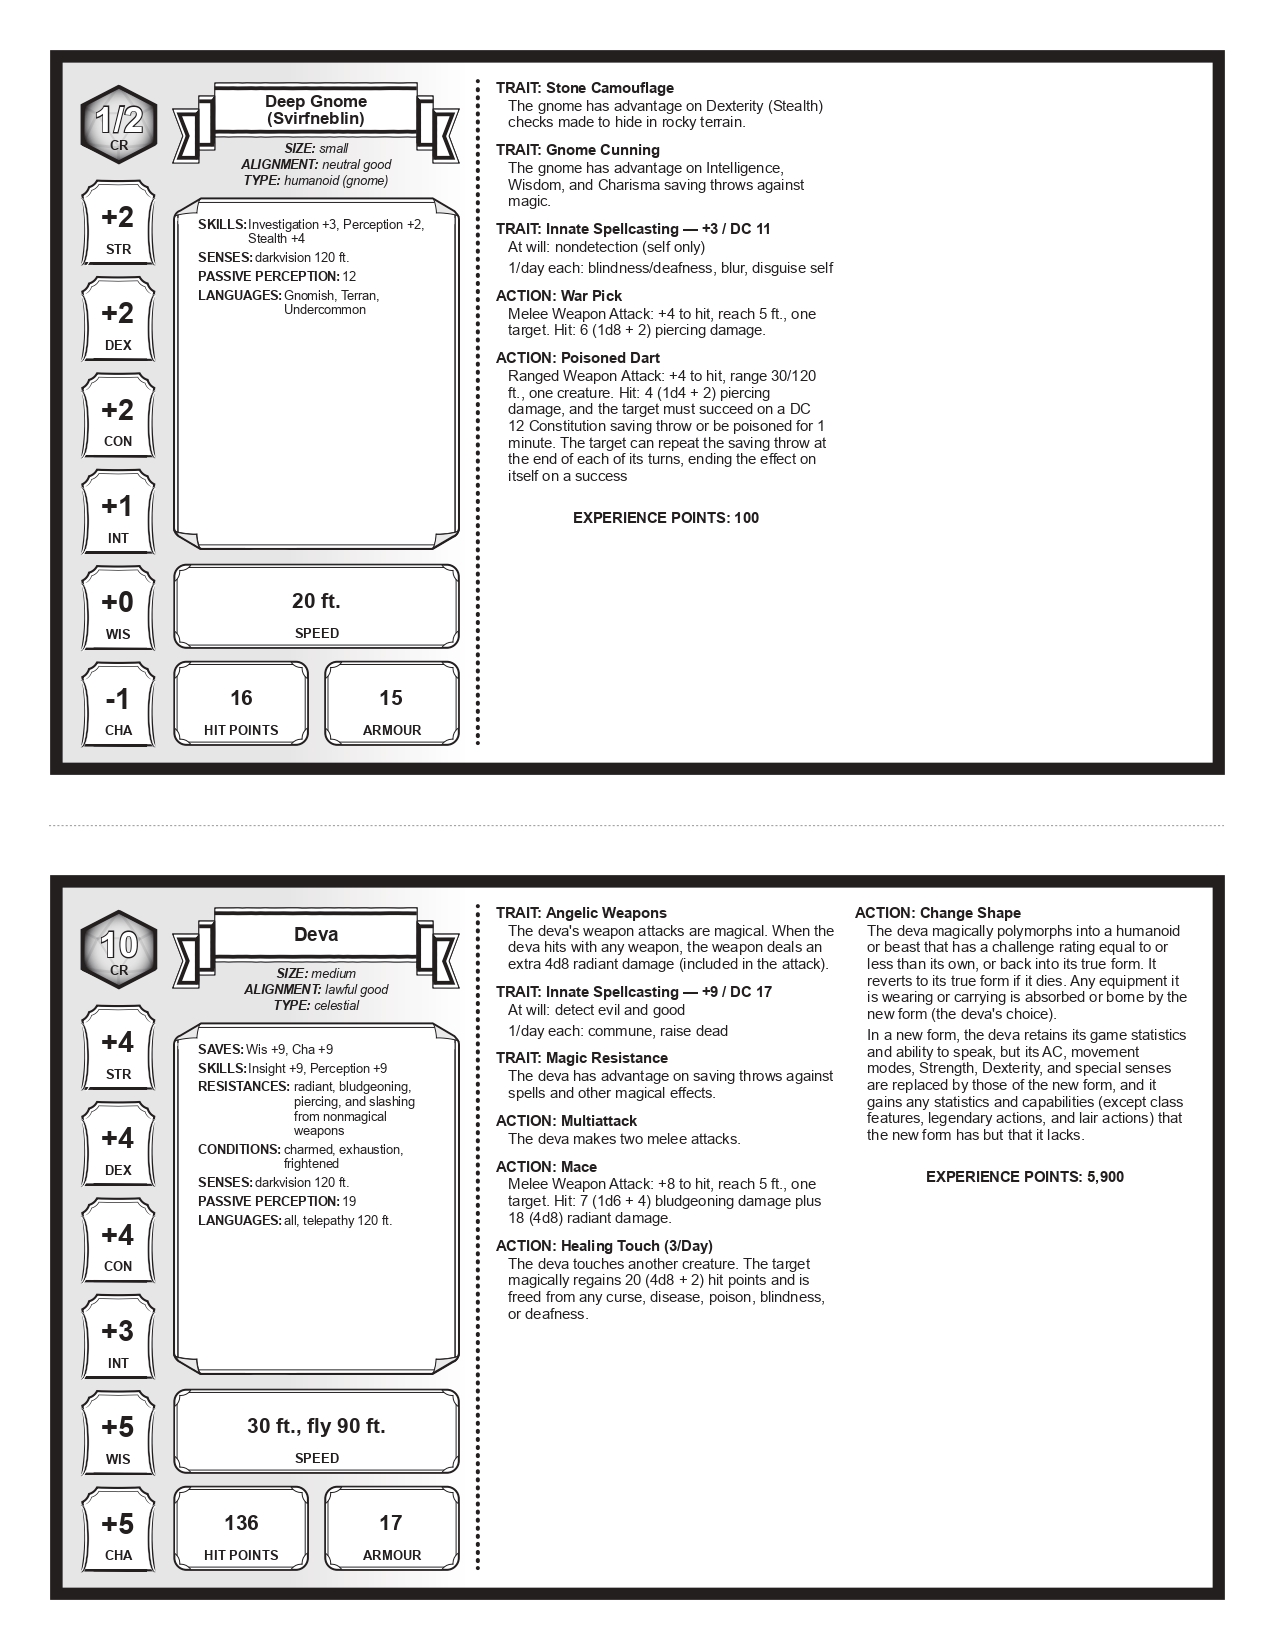 1/2
CR
Deep Gnome
(Svirfneblin)
SIZE: small
ALIGNMENT: neutral good
TYPE: humanoid (gnome)
+2
STR
+2
DEX
+2
CON
+1
INT
+0
WIS
-1
CHA
SKILLS: Investigation +3, Perception +2,
Stealth +4
SENSES: darkvision 120 ft.
PASSIVE PERCEPTION: 12
LANGUAGES: Gnomish, Terran,
Undercommon
20 ft.
SPEED
16
HIT POINTS
15
ARMOUR
TRAIT: Stone Camouflage
The gnome has advantage on Dexterity (Stealth)
checks made to hide in rocky terrain.
TRAIT: Gnome Cunning
The gnome has advantage on Intelligence,
Wisdom, and Charisma saving throws against
magic.
TRAIT: Innate Spellcasting — +3 / DC 11
At will: nondetection (self only)
1/day each: blindness/deafness, blur, disguise self
ACTION: War Pick
Melee Weapon Attack: +4 to hit, reach 5 ft., one
target. Hit: 6 (1d8 + 2) piercing damage.
ACTION: Poisoned Dart
Ranged Weapon Attack: +4 to hit, range 30/120
ft., one creature. Hit: 4 (1d4 + 2) piercing
damage, and the target must succeed on a DC
12 Constitution saving throw or be poisoned for 1
minute. The target can repeat the saving throw at
the end of each of its turns, ending the effect on
itself on a success
EXPERIENCE POINTS: 100
10
CR
Deva
SIZE: medium
ALIGNMENT: lawful good
TYPE: celestial
+4
STR
+4
DEX
+4
CON
+3
INT
+5
WIS
+5
CHA
SAVES: Wis +9, Cha +9
SKILLS: Insight +9, Perception +9
RESISTANCES: radiant, bludgeoning,
piercing, and slashing
from nonmagical
weapons
CONDITIONS: charmed, exhaustion,
frightened
SENSES: darkvision 120 ft.
PASSIVE PERCEPTION: 19
LANGUAGES: all, telepathy 120 ft.
30 ft., fly 90 ft.
SPEED
136
HIT POINTS
17
ARMOUR
TRAIT: Angelic Weapons
The deva's weapon attacks are magical. When the
deva hits with any weapon, the weapon deals an
extra 4d8 radiant damage (included in the attack).
TRAIT: Innate Spellcasting — +9 / DC 17
At will: detect evil and good
1/day each: commune, raise dead
TRAIT: Magic Resistance
The deva has advantage on saving throws against
spells and other magical effects.
ACTION: Multiattack
The deva makes two melee attacks.
ACTION: Mace
Melee Weapon Attack: +8 to hit, reach 5 ft., one
target. Hit: 7 (1d6 + 4) bludgeoning damage plus
18 (4d8) radiant damage.
ACTION: Healing Touch (3/Day)
The deva touches another creature. The target
magically regains 20 (4d8 + 2) hit points and is
freed from any curse, disease, poison, blindness,
or deafness.
ACTION: Change Shape
The deva magically polymorphs into a humanoid
or beast that has a challenge rating equal to or
less than its own, or back into its true form. It
reverts to its true form if it dies. Any equipment it
is wearing or carrying is absorbed or borne by the
new form (the deva's choice).
In a new form, the deva retains its game statistics
and ability to speak, but its AC, movement
modes, Strength, Dexterity, and special senses
are replaced by those of the new form, and it
gains any statistics and capabilities (except class
features, legendary actions, and lair actions) that
the new form has but that it lacks.
EXPERIENCE POINTS: 5,900